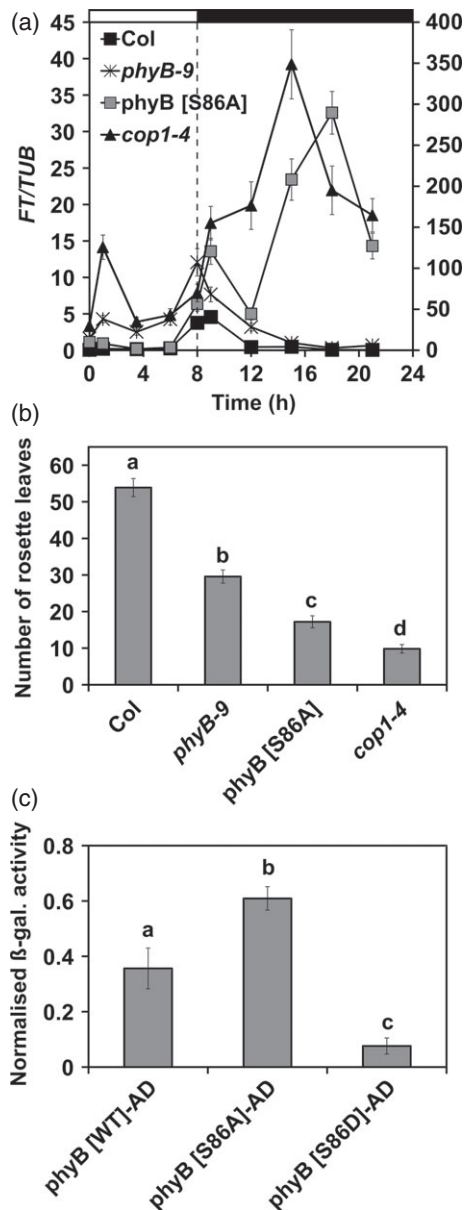 (a)
45
40
35
30
25
20
15
10
5
0
FT/TUB
Col
phyB-9
phyB [S86A]
cop1-4
400
350
300
250
200
150
100
50
0
0 4 8 12 16 20 24
Time (h)
(b)
Number of rosette leaves
60
50
40
30
20
10
0
a
b
c
d
Col
phyB-9
phyB [S86A]
cop1-4
(c)
Normalised ß-gal. activity
0.8
0.6
0.4
0.2
0
a
b
c
phyB [WT]-AD
phyB [S86A]-AD
phyB [S86D]-AD